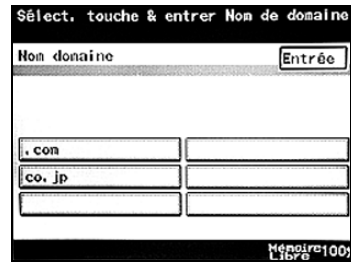 Sélect. touche & entrer Nom de domaine
Nom domaine
Entrée
.com
co.jp
Mémoire
Libre 100%